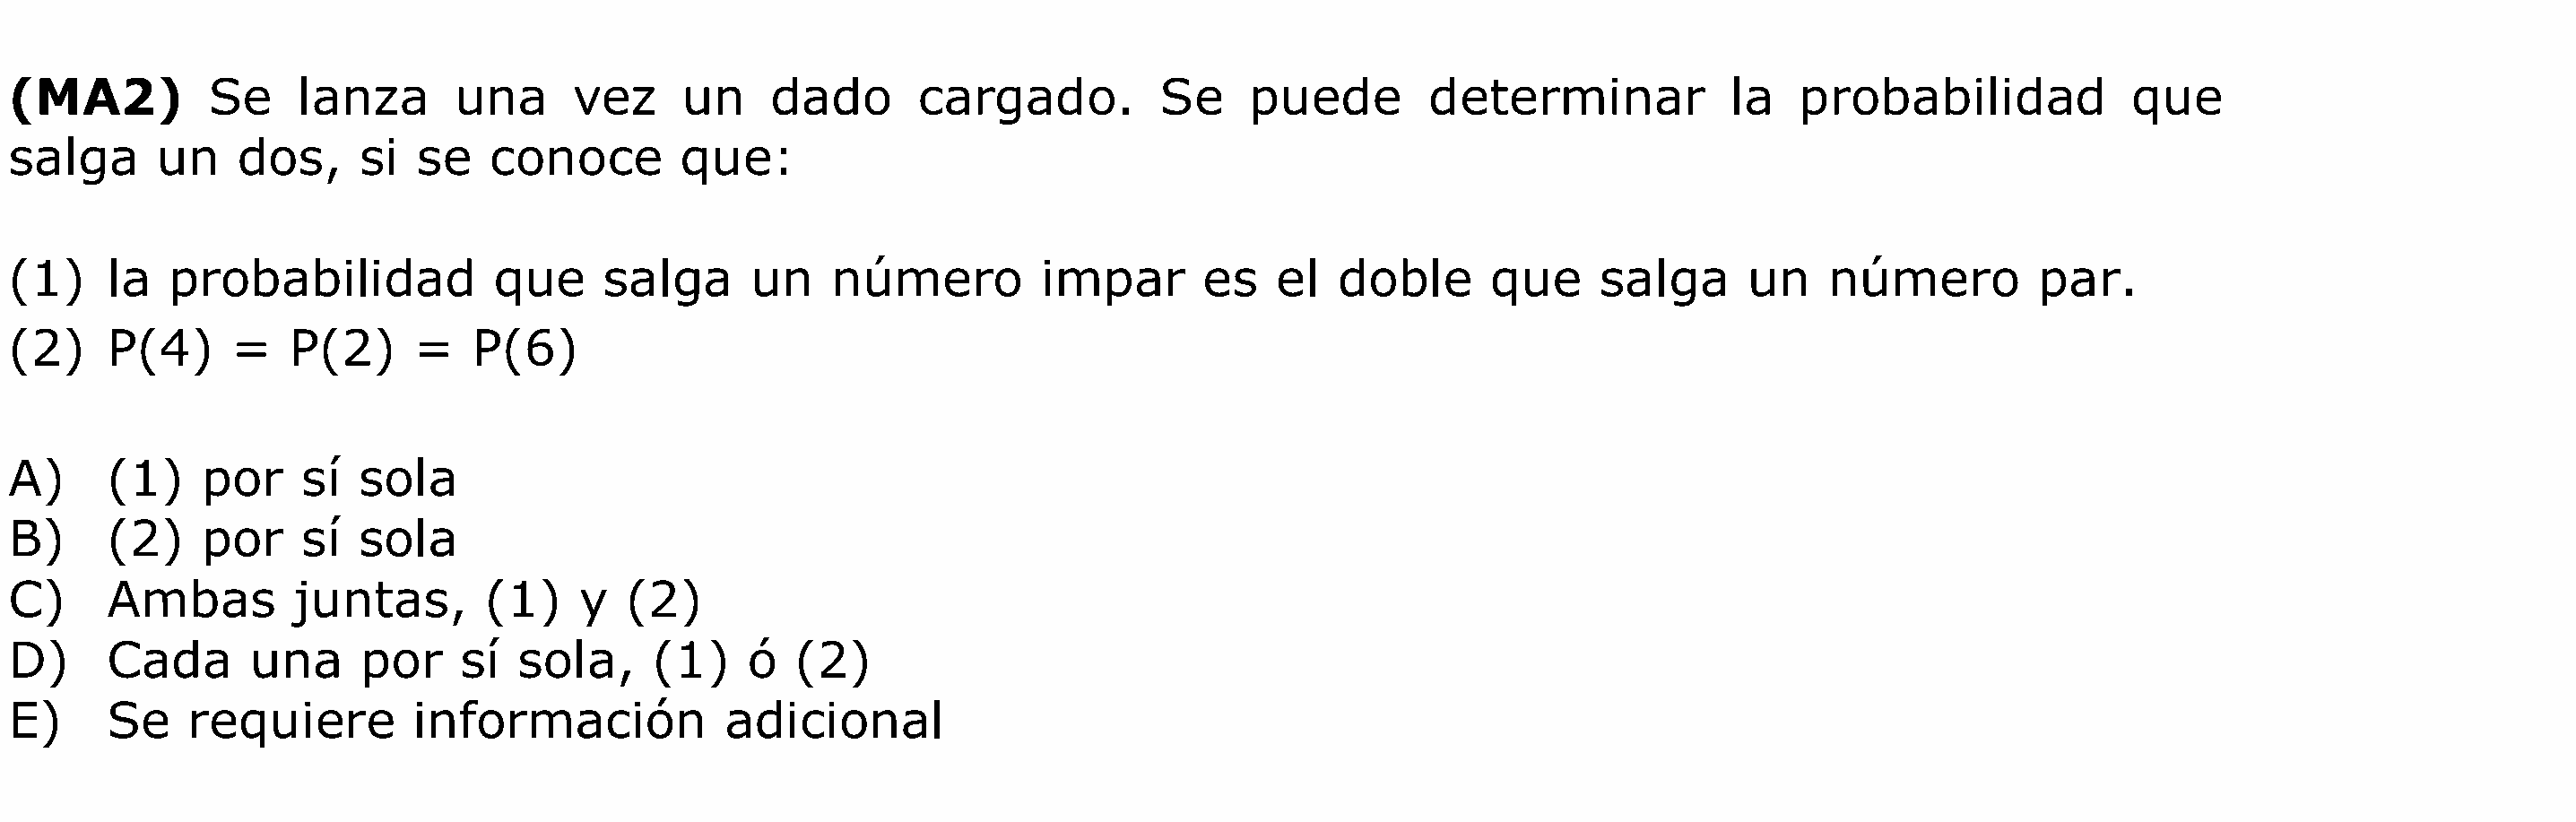 (MA2) Se lanza una vez un dado cargado. Se puede determinar la probabilidad que
salga un dos, si se conoce que:
(1) la probabilidad que salga un número impar es el doble que salga un número par.
(2) P(4) = P(2) = P(6)
A) (1) por sí sola
B) (2) por sí sola
C) Ambas juntas, (1) y (2)
D) Cada una por sí sola, (1) ó (2)
E) Se requiere información adicional